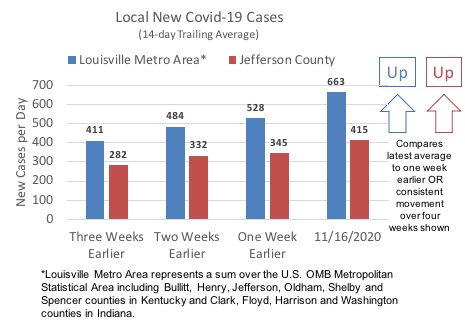 Local New Covid-19 Cases
(14-day Trailing Average)
Louisville Metro Area*
Jefferson County
Up
Up
New Cases per Day
700
600
500
400
300
200
100
0
411
282
484
332
528
345
663
415
Three Weeks
Earlier
Two Weeks
Earlier
One Week
Earlier
11/16/2020
Compares
latest average
to one week
earlier OR
consistent
movement
over four
weeks shown
*Louisville Metro Area represents a sum over the U.S. OMB Metropolitan
Statistical Area including Bullitt, Henry, Jefferson, Oldham, Shelby and
Spencer counties in Kentucky and Clark, Floyd, Harrison and Washington
counties in Indiana.